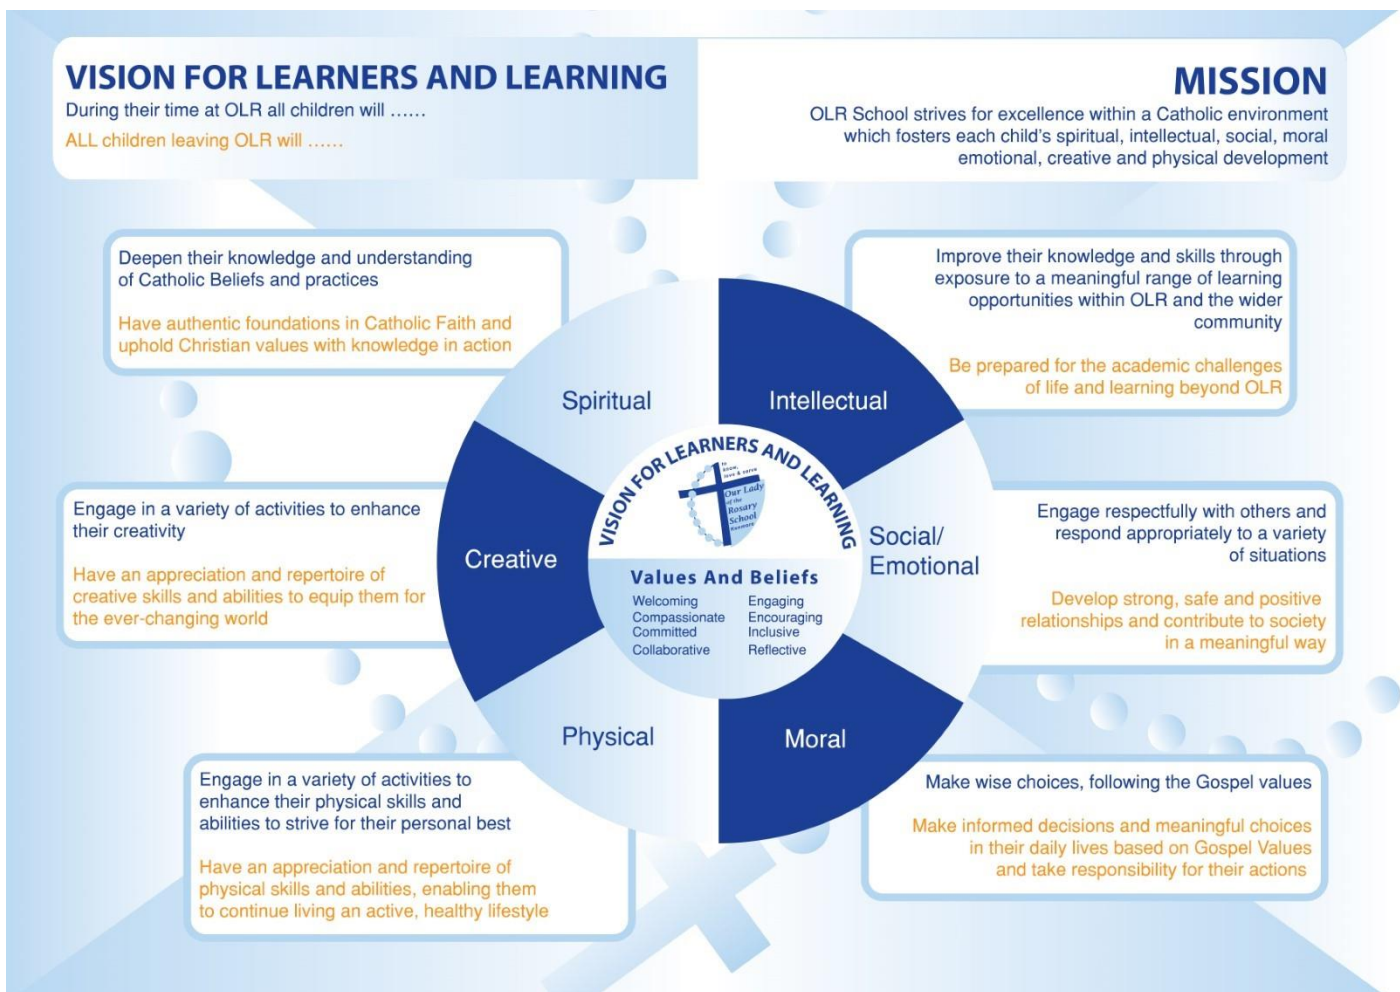 VISION FOR LEARNERS AND LEARNING
During their time at OLR all children will ......
ALL children leaving OLR will ......
MISSION
OLR School strives for excellence within a Catholic environment
which fosters each child's spiritual, intellectual, social, moral
emotional, creative and physical development
Deepen their knowledge and understanding
of Catholic Beliefs and practices
Have authentic foundations in Catholic Faith and
uphold Christian values with knowledge in action
Improve their knowledge and skills through
exposure to a meaningful range of learning
opportunities within OLR and the wider
community
Be prepared for the academic challenges
of life and learning beyond OLR
Spiritual
Intellectual
Engage in a variety of activities to enhance
their creativity
Have an appreciation and repertoire of
creative skills and abilities to equip them for
the ever-changing world
Creative
Social/
Emotional
Engage respectfully with others and
respond appropriately to a variety
of situations
Develop strong, safe and positive
relationships and contribute to society
in a meaningful way
VISION FOR LEARNERS AND LEARNING
to
know,
love & serve
Our Lady
of the
Rosary
School
Values And Beliefs
Welcoming Engaging
Compassionate Encouraging
Committed Inclusive
Collaborative Reflective
Physical
Moral
Engage in a variety of activities to
enhance their physical skills and
abilities to strive for their personal best
Have an appreciation and repertoire of
physical skills and abilities, enabling them
to continue living an active, healthy lifestyle
Make wise choices, following the Gospel values
Make informed decisions and meaningful choices
in their daily lives based on Gospel Values
and take responsibility for their actions